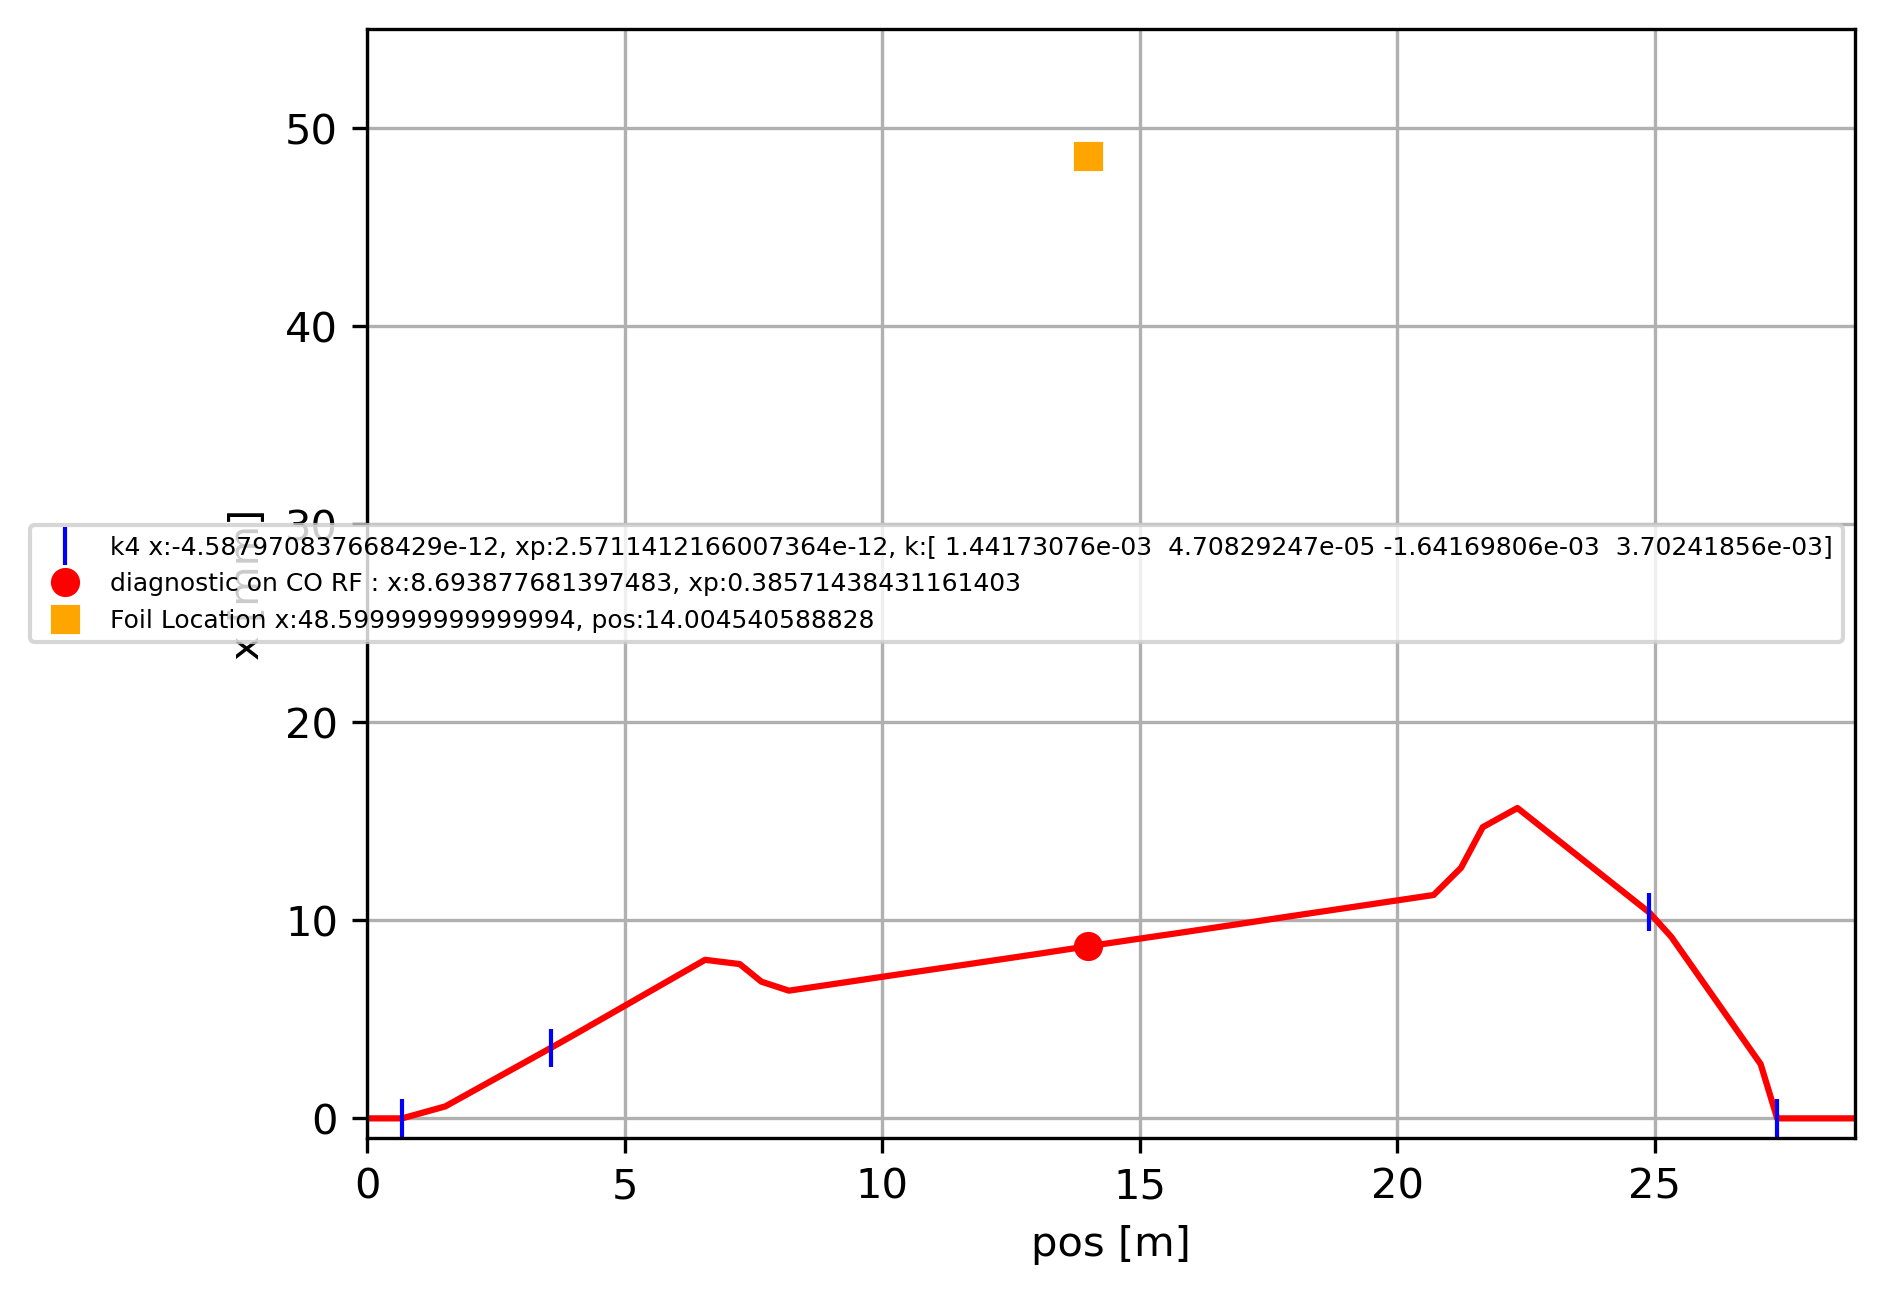 50
40
30
k4 x:-4.587970837668429e-12, xp:2.5711412166007364e-12, k:[ 1.44173076e-03  4.70829247e-05 -1.64169806e-03  3.70241856e-03]
diagnostic on CO RF : x:8.693877681397483, xp:0.38571438431161403
Foil Location x:48.599999999999994, pos:14.004540588828
x [mm]
20
10
0
0 5 10 15 20 25
pos [m]